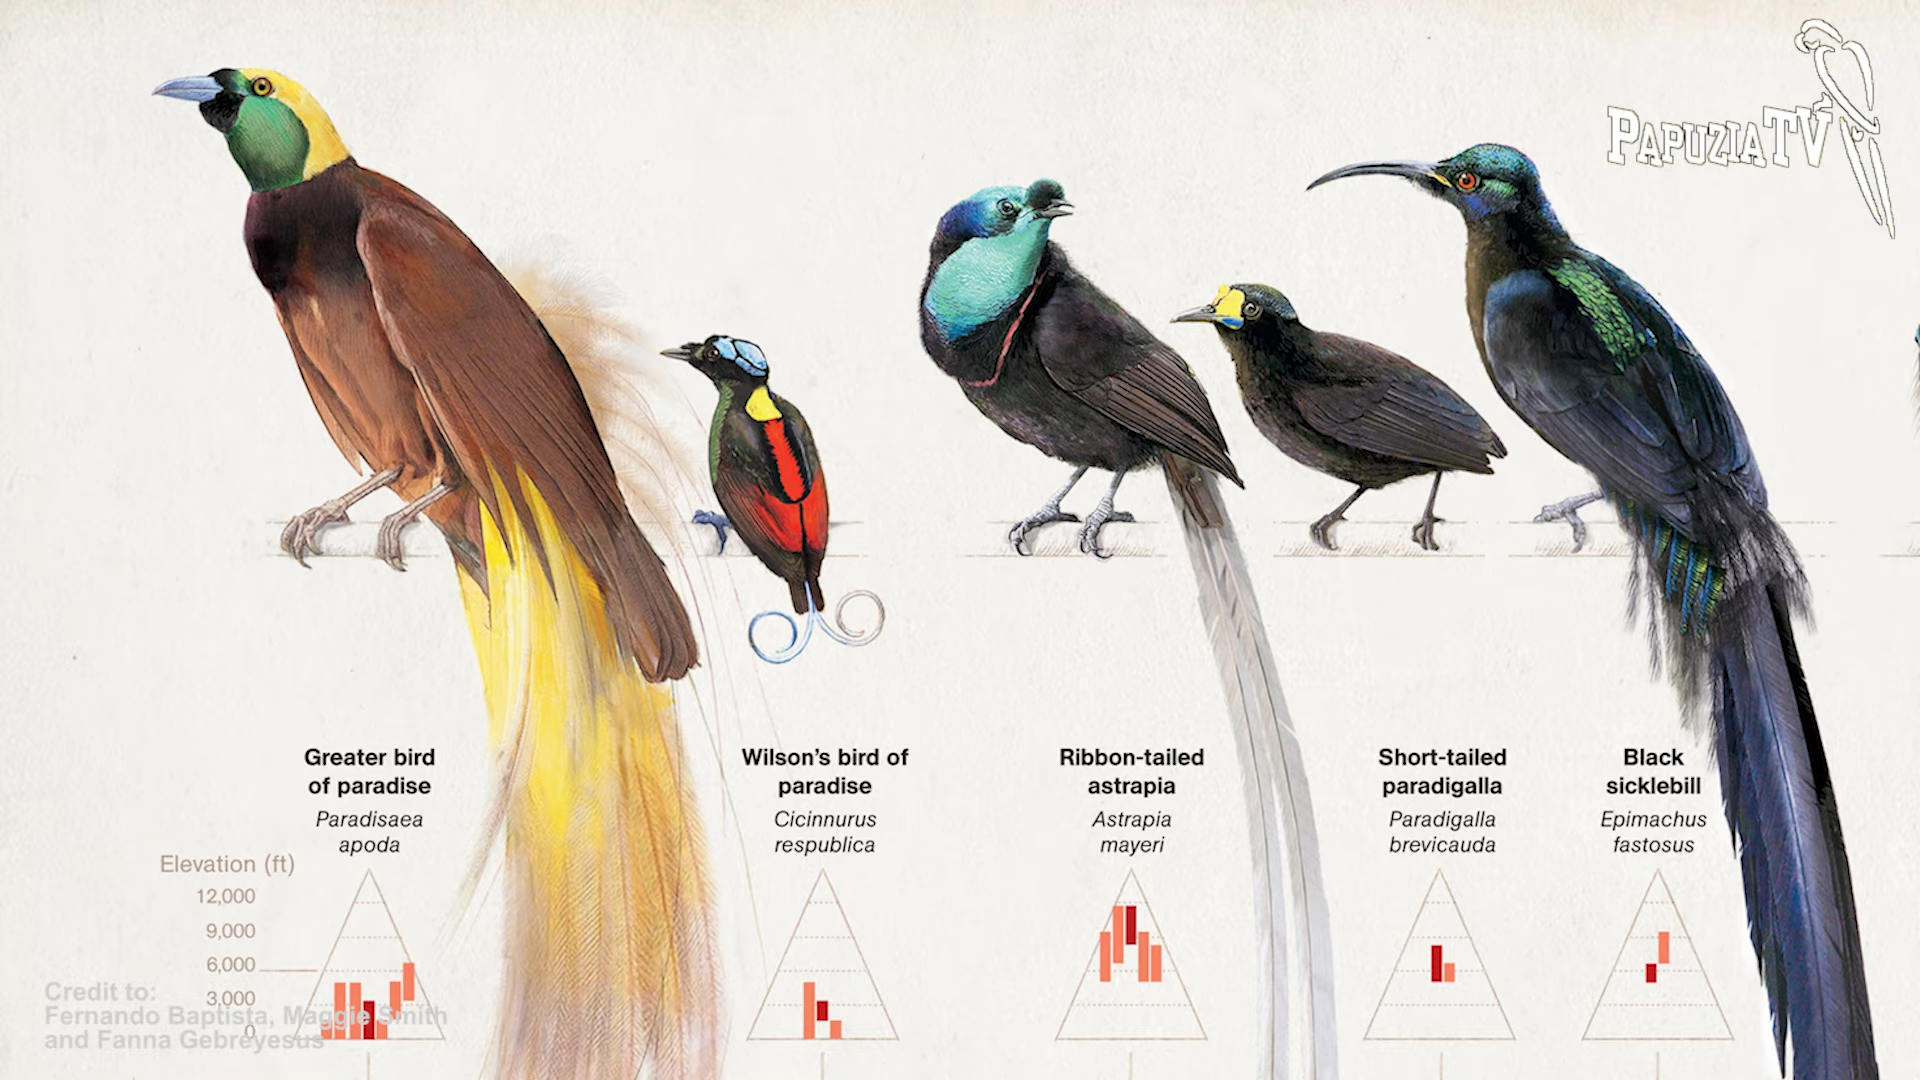 PAPUZIATV
Greater bird
of paradise
Paradisaea
apoda
Wilson's bird of
paradise
Cicinnurus
respublica
Ribbon-tailed
astrapia
Astrapia
mayeri
Short-tailed
paradigalla
Paradigalla
brevicauda
Black
sicklebill
Epimachus
fastosus
Elevation (ft)
12,000
9,000
6,000
3,000
0
Credit to:
Fernando Baptista, Maggie Smith
and Fanna Gebreyesus